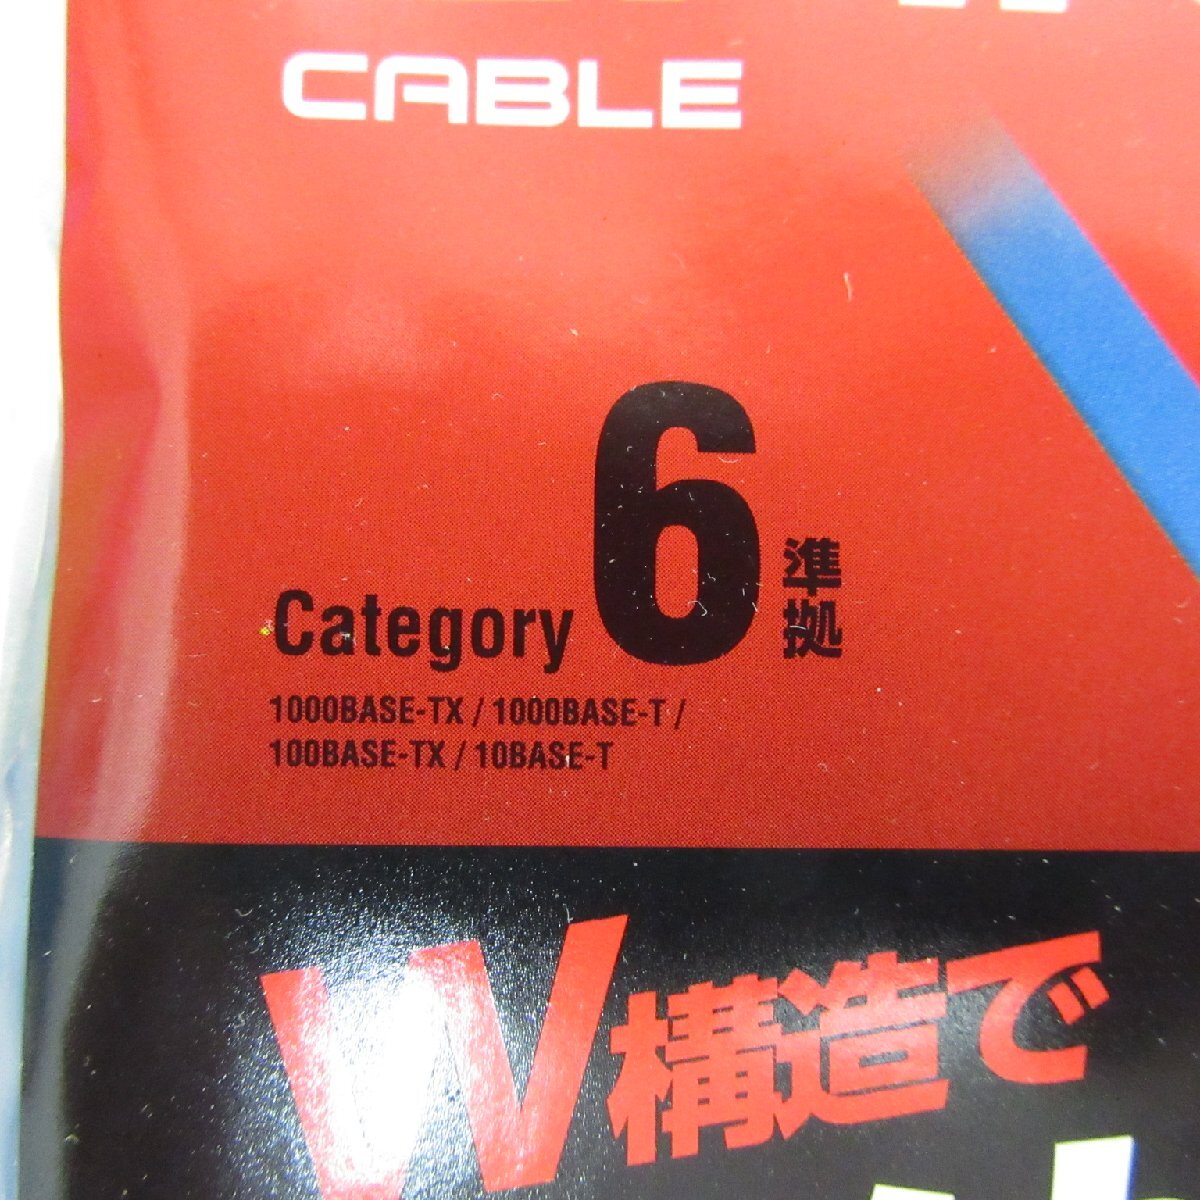 CABLE
Category 6 準拠
1000BASE-TX / 1000BASE-T /
100BASE-TX / 10BASE-T
W構造で